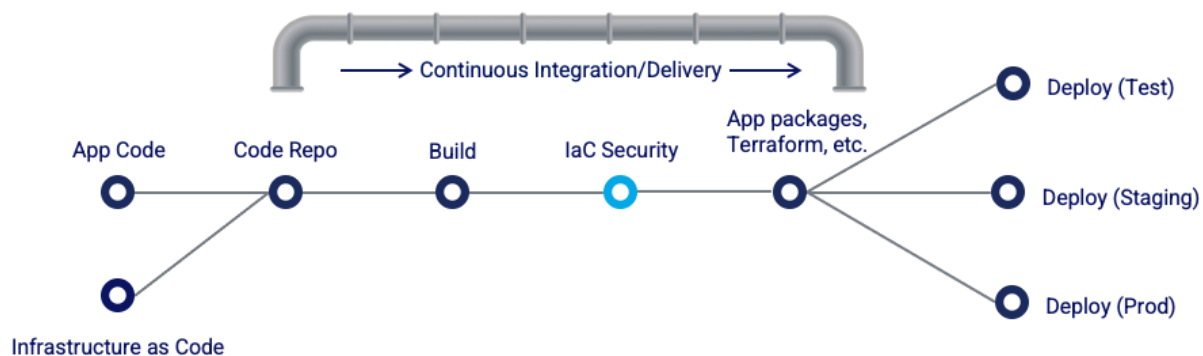 Continuous Integration/Delivery
App Code
Code Repo
Build
IaC Security
App packages,
Terraform, etc.
Deploy (Test)
Deploy (Staging)
Deploy (Prod)
Infrastructure as Code